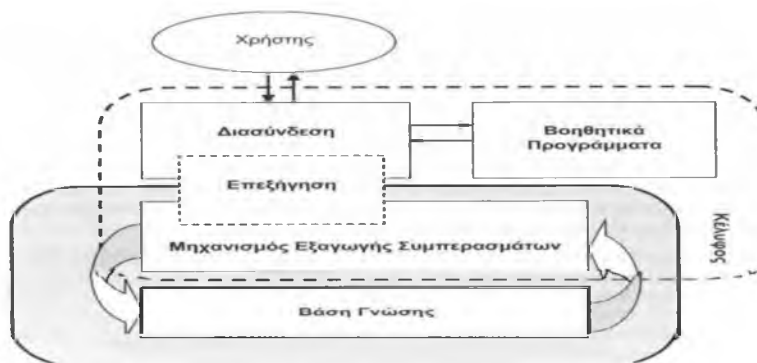 Χρήστης
Διασύνδεση
Βοηθητικά
Προγράμματα
Επεξήγηση
Μηχανισμός Εξαγωγής Συμπερασμάτων
Κέλυφος
Βάση Γνώσης